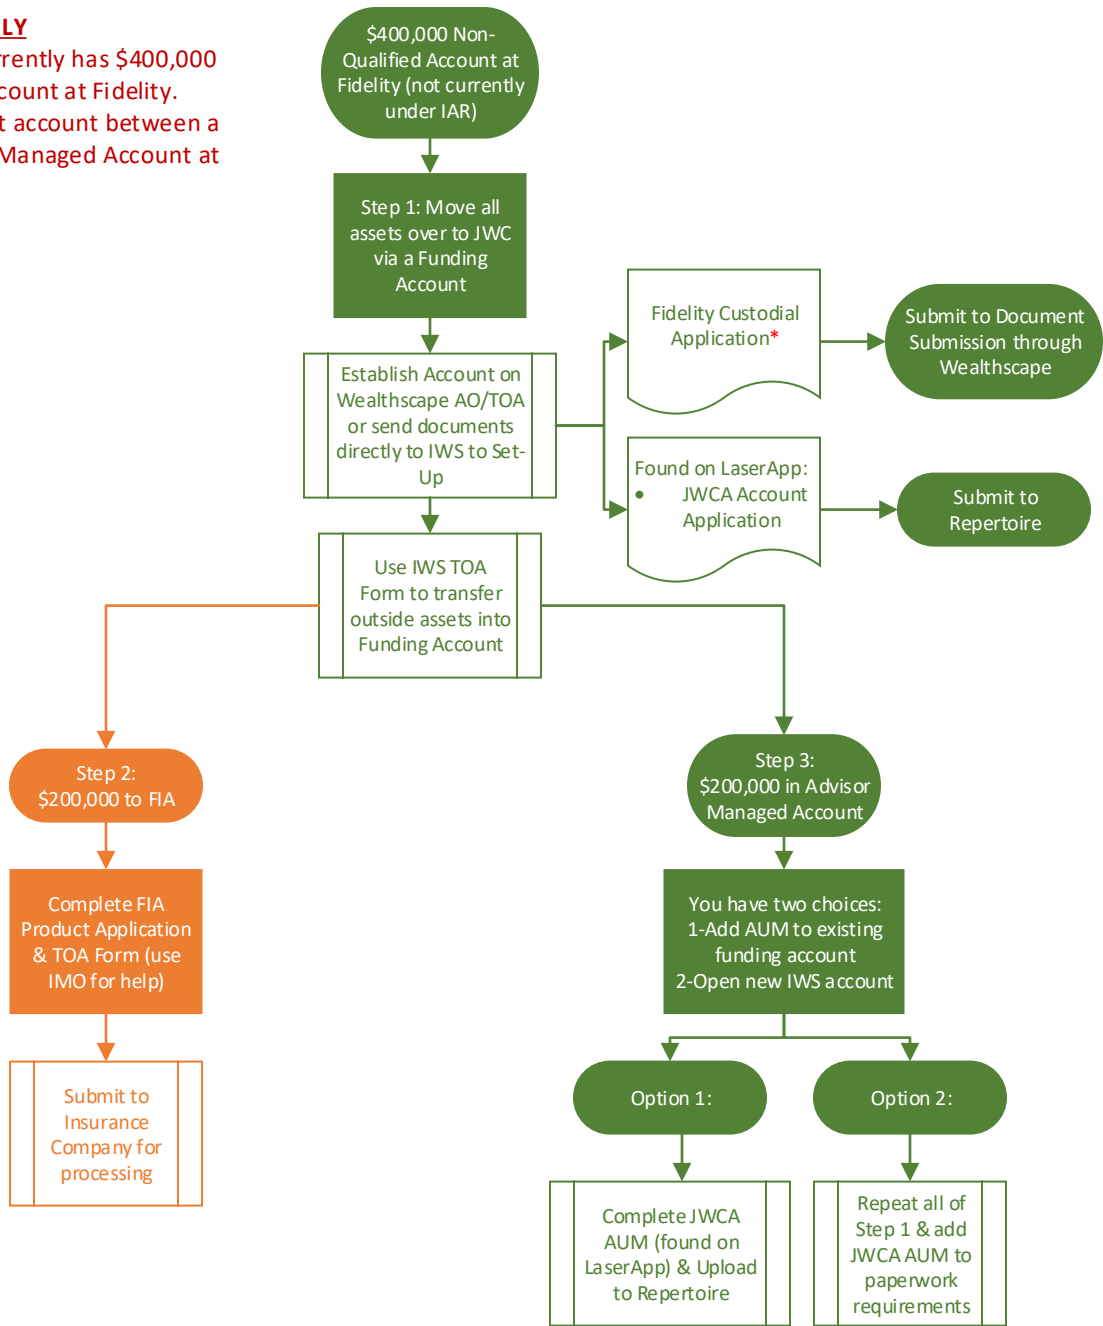 LY
rrently has $400,000
count at Fidelity.
t account between a
Managed Account at
$400,000 Non-
Qualified Account at
Fidelity (not currently
under IAR)
Step 1: Move all
assets over to JWC
via a Funding
Account
Establish Account on
Wealthscape AO/TOA
or send documents
directly to IWS to Set-
Up
Fidelity Custodial
Application*
Submit to Document
Submission through
Wealthscape
Found on LaserApp:
• JWCA Account
Application
Submit to
Repertoire
Use IWS TOA
Form to transfer
outside assets into
Funding Account
Step 2:
$200,000 to FIA
Complete FIA
Product Application
& TOA Form (use
IMO for help)
Submit to
Insurance
Company for
processing
Step 3:
$200,000 in Advisor
Managed Account
You have two choices:
1-Add AUM to existing
funding account
2-Open new IWS account
Option 1:
Option 2:
Complete JWCA
AUM (found on
LaserApp) & Upload
to Repertoire
Repeat all of
Step 1 & add
JWCA AUM to
paperwork
requirements